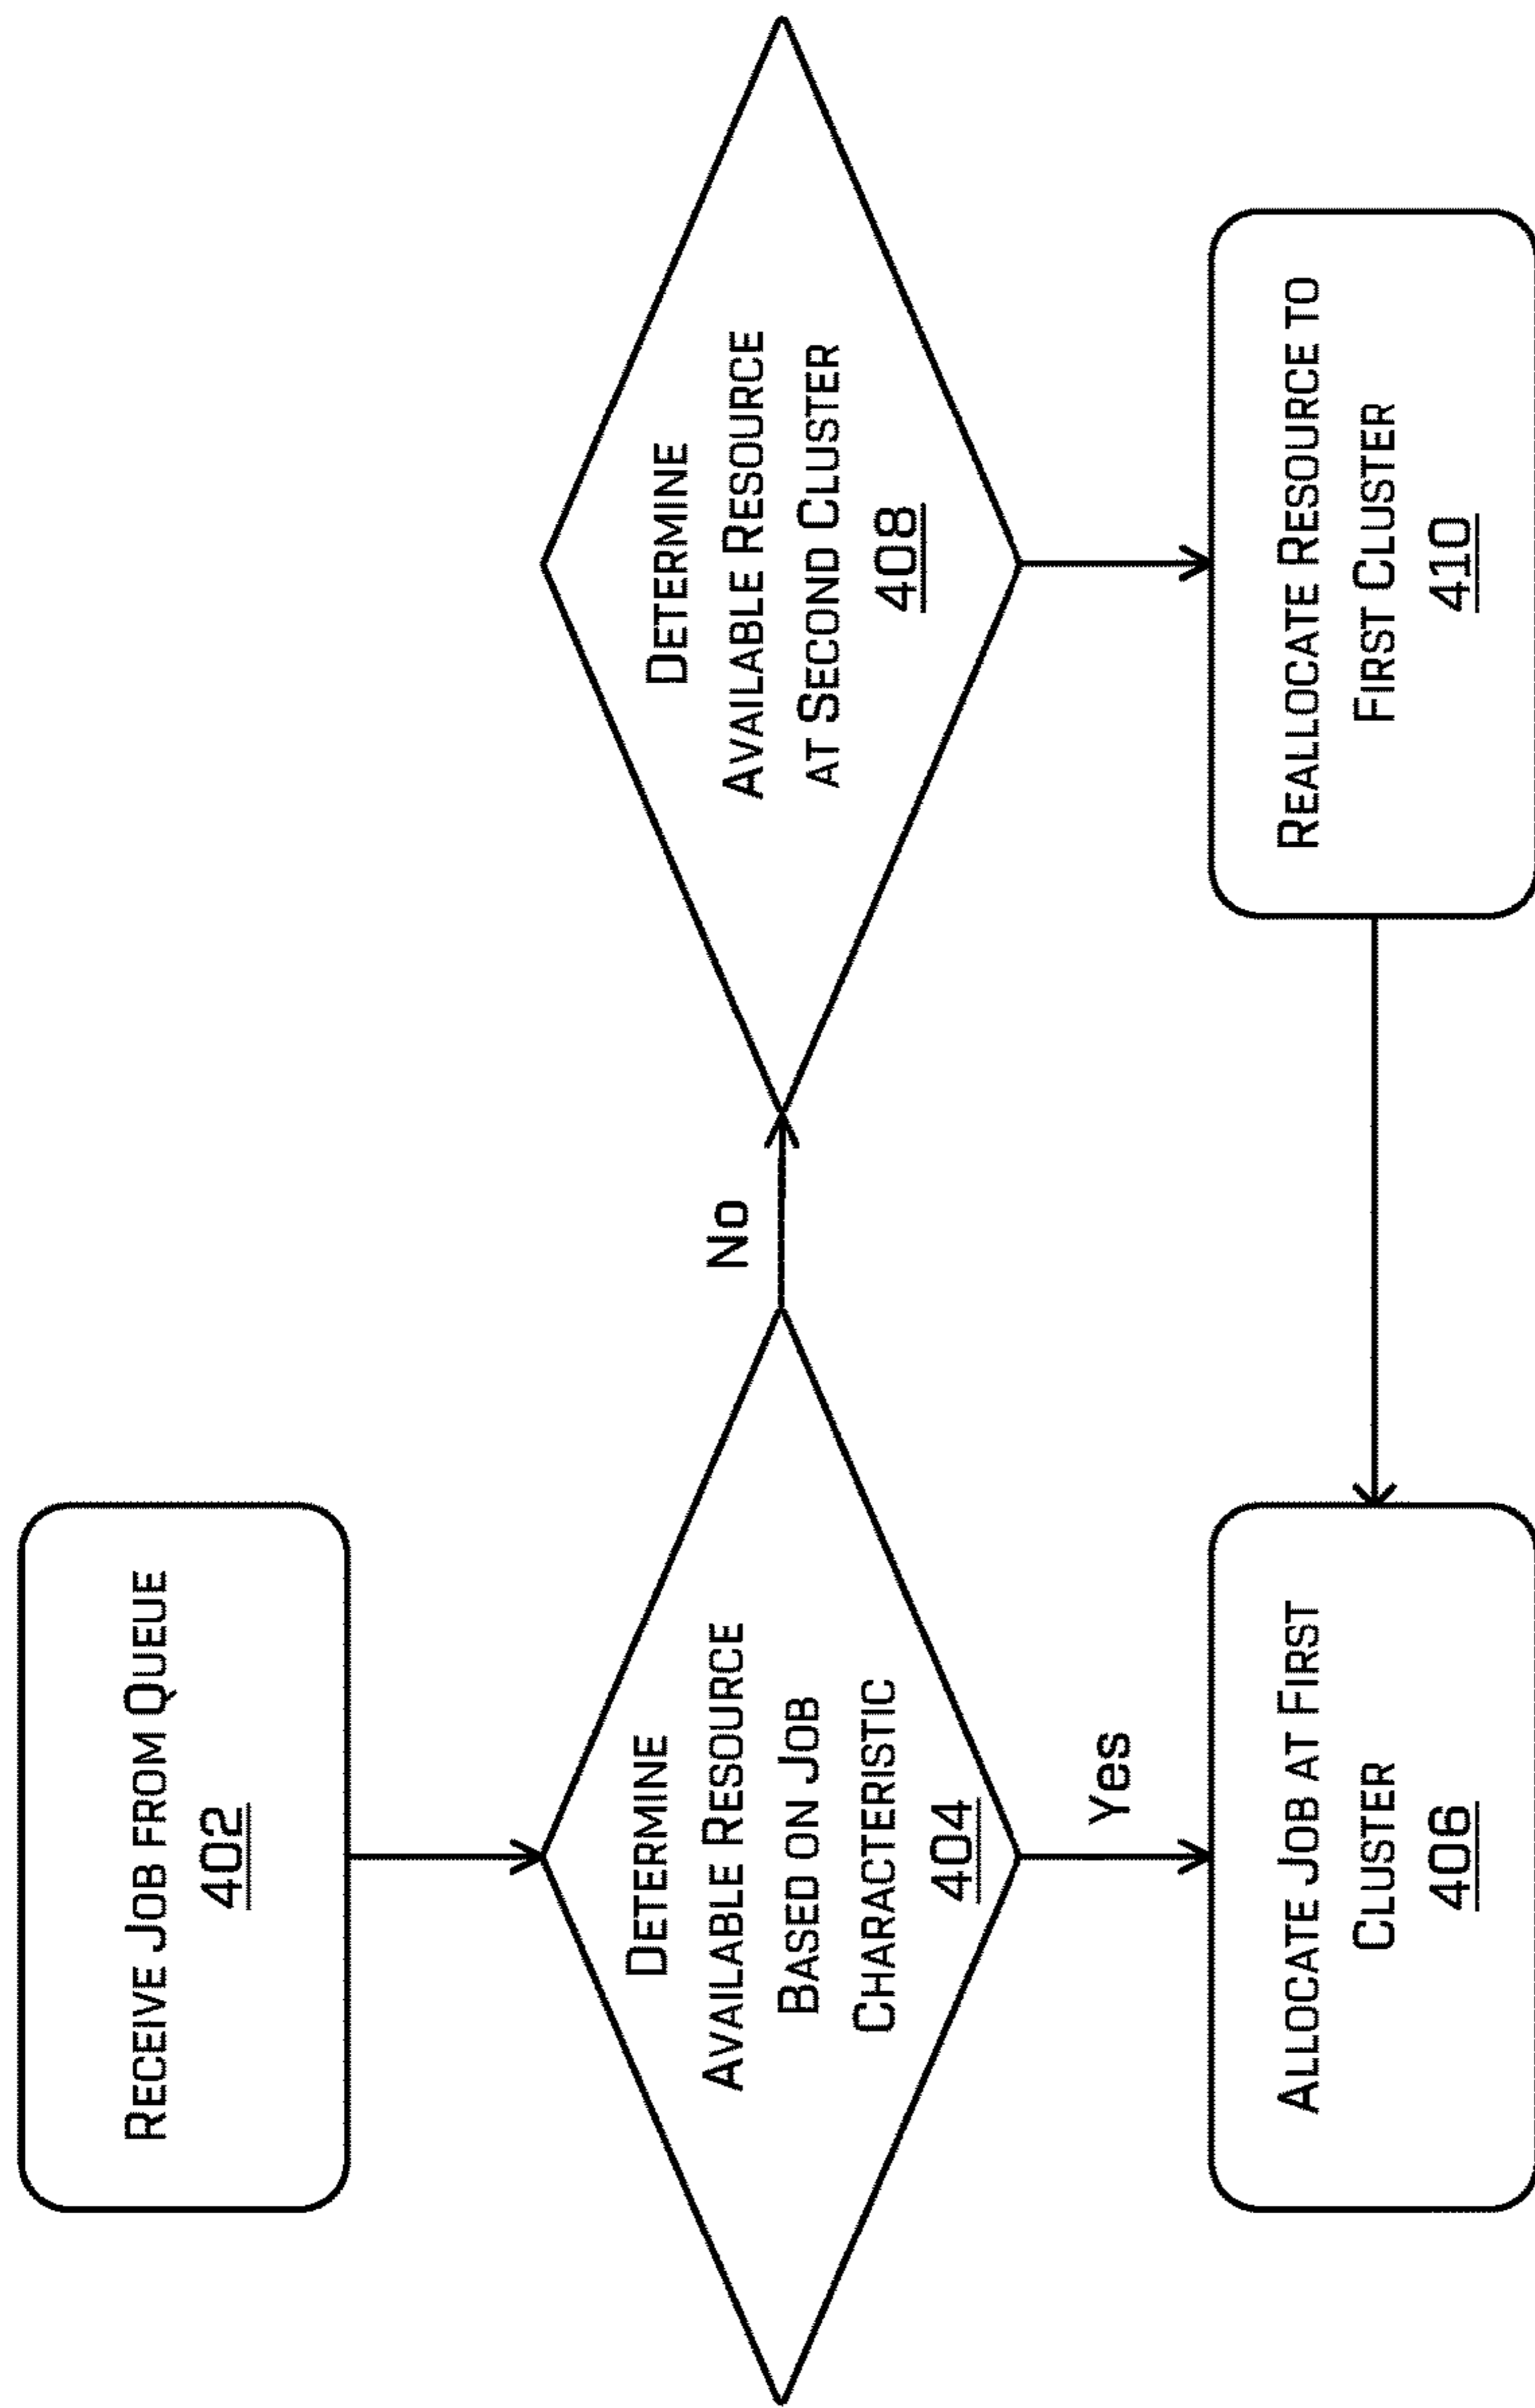 Receive Job from Queue
402
Determine
Available Resource
Based on Job
Characteristic
404
No
Determine
Available Resource
at Second Cluster
408
Yes
Allocate Job at First
Cluster
406
Reallocate Resource to
First Cluster
410